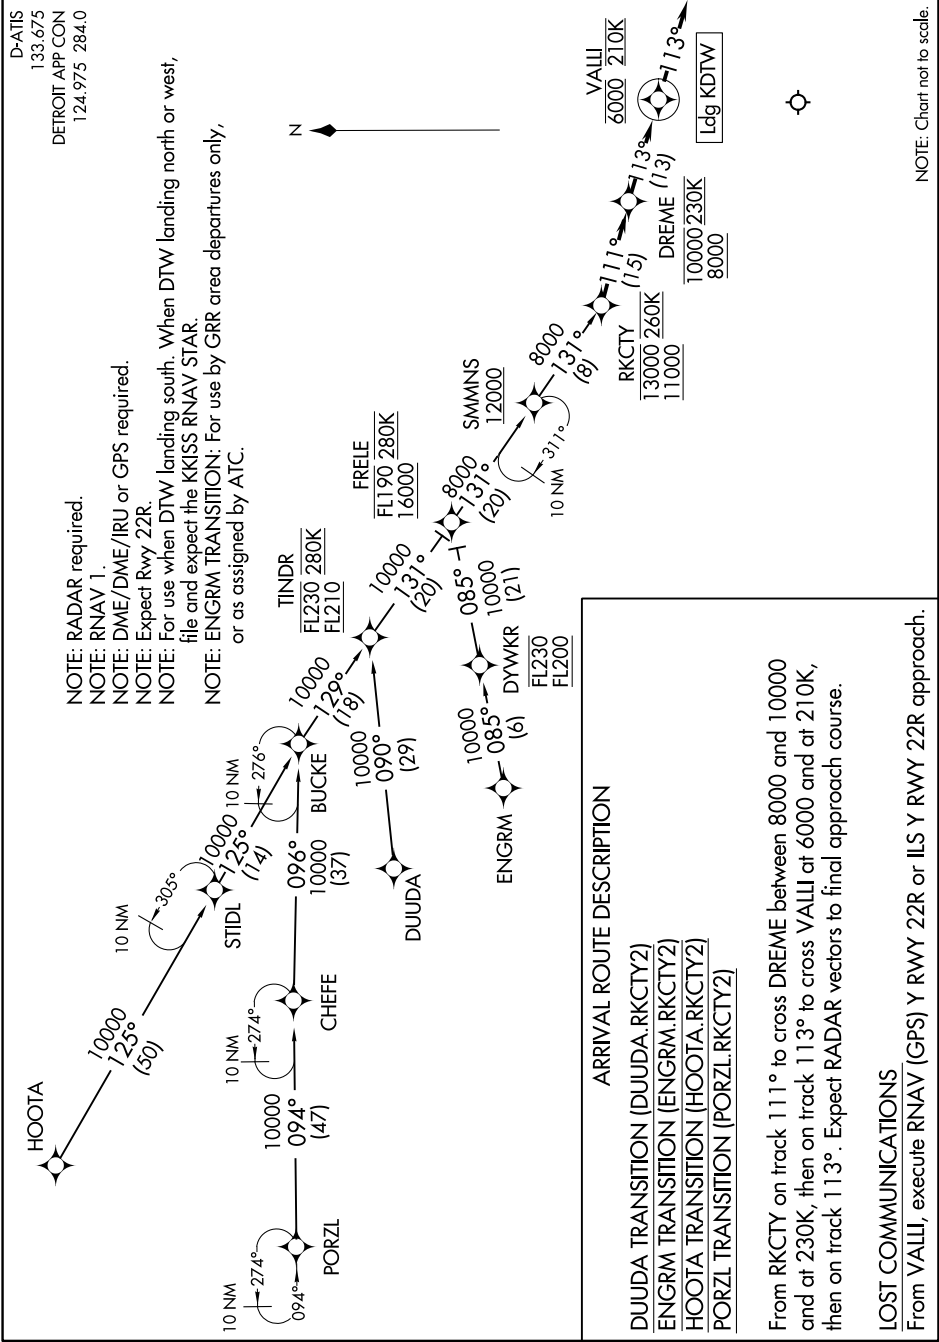 D-ATIS
133.675
DETROIT APP CON
124.975 284.0
NOTE: RADAR required.
NOTE: RNAV 1.
NOTE: DME/DME/IRU or GPS required.
NOTE: Expect Rwy 22R.
NOTE: For use when DTW landing south. When DTW landing north or west,
file and expect the KKISS RNAV STAR.
NOTE: ENGRM TRANSITION: For use by GRR area departures only,
or as assigned by ATC.
N
HOOTA
10000
125°
(50)
10 NM
305°
STIDL
10000
125°
(14)
10 NM
276°
BUCKE
10 NM
274°
094°
PORZL
10000
094°
(47)
10 NM
274°
CHEFE
096°
10000
(37)
10000
129°
(18)
TINDR
FL230 280K
FL210
DUUDA
10000
090°
(29)
10000
131°
(20)
FRELE
FL190 280K
16000
ENGRM
10000
085°
(6)
DYWKR
FL230
FL200
085°
10000
(21)
8000
131°
(20)
SMMNS
12000
10 NM
311°
8000
131°
(8)
RKCTY
13000 260K
11000
111°
(15)
DREME
10000 230K
8000
113°
(13)
VALLI
6000 210K
113°
Ldg KDTW
NOTE: Chart not to scale.
ARRIVAL ROUTE DESCRIPTION
DUUDA TRANSITION (DUUDA.RKCTY2)
ENGRM TRANSITION (ENGRM.RKCTY2)
HOOTA TRANSITION (HOOTA.RKCTY2)
PORZL TRANSITION (PORZL.RKCTY2)
From RKCTY on track 111° to cross DREME between 8000 and 10000
and at 230K, then on track 113° to cross VALLI at 6000 and at 210K,
then on track 113°. Expect RADAR vectors to final approach course.
LOST COMMUNICATIONS
From VALLI, execute RNAV (GPS) Y RWY 22R or ILS Y RWY 22R approach.